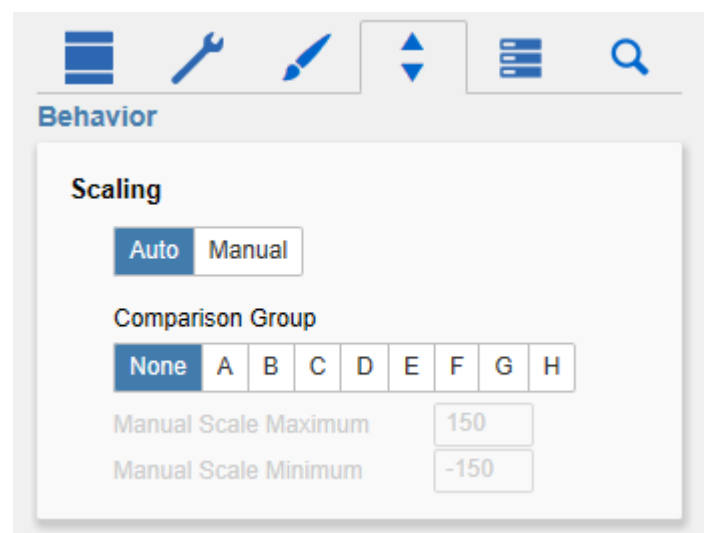 Behavior
Scaling
Auto Manual
Comparison Group
None A B C D E F G H
Manual Scale Maximum 150
Manual Scale Minimum -150